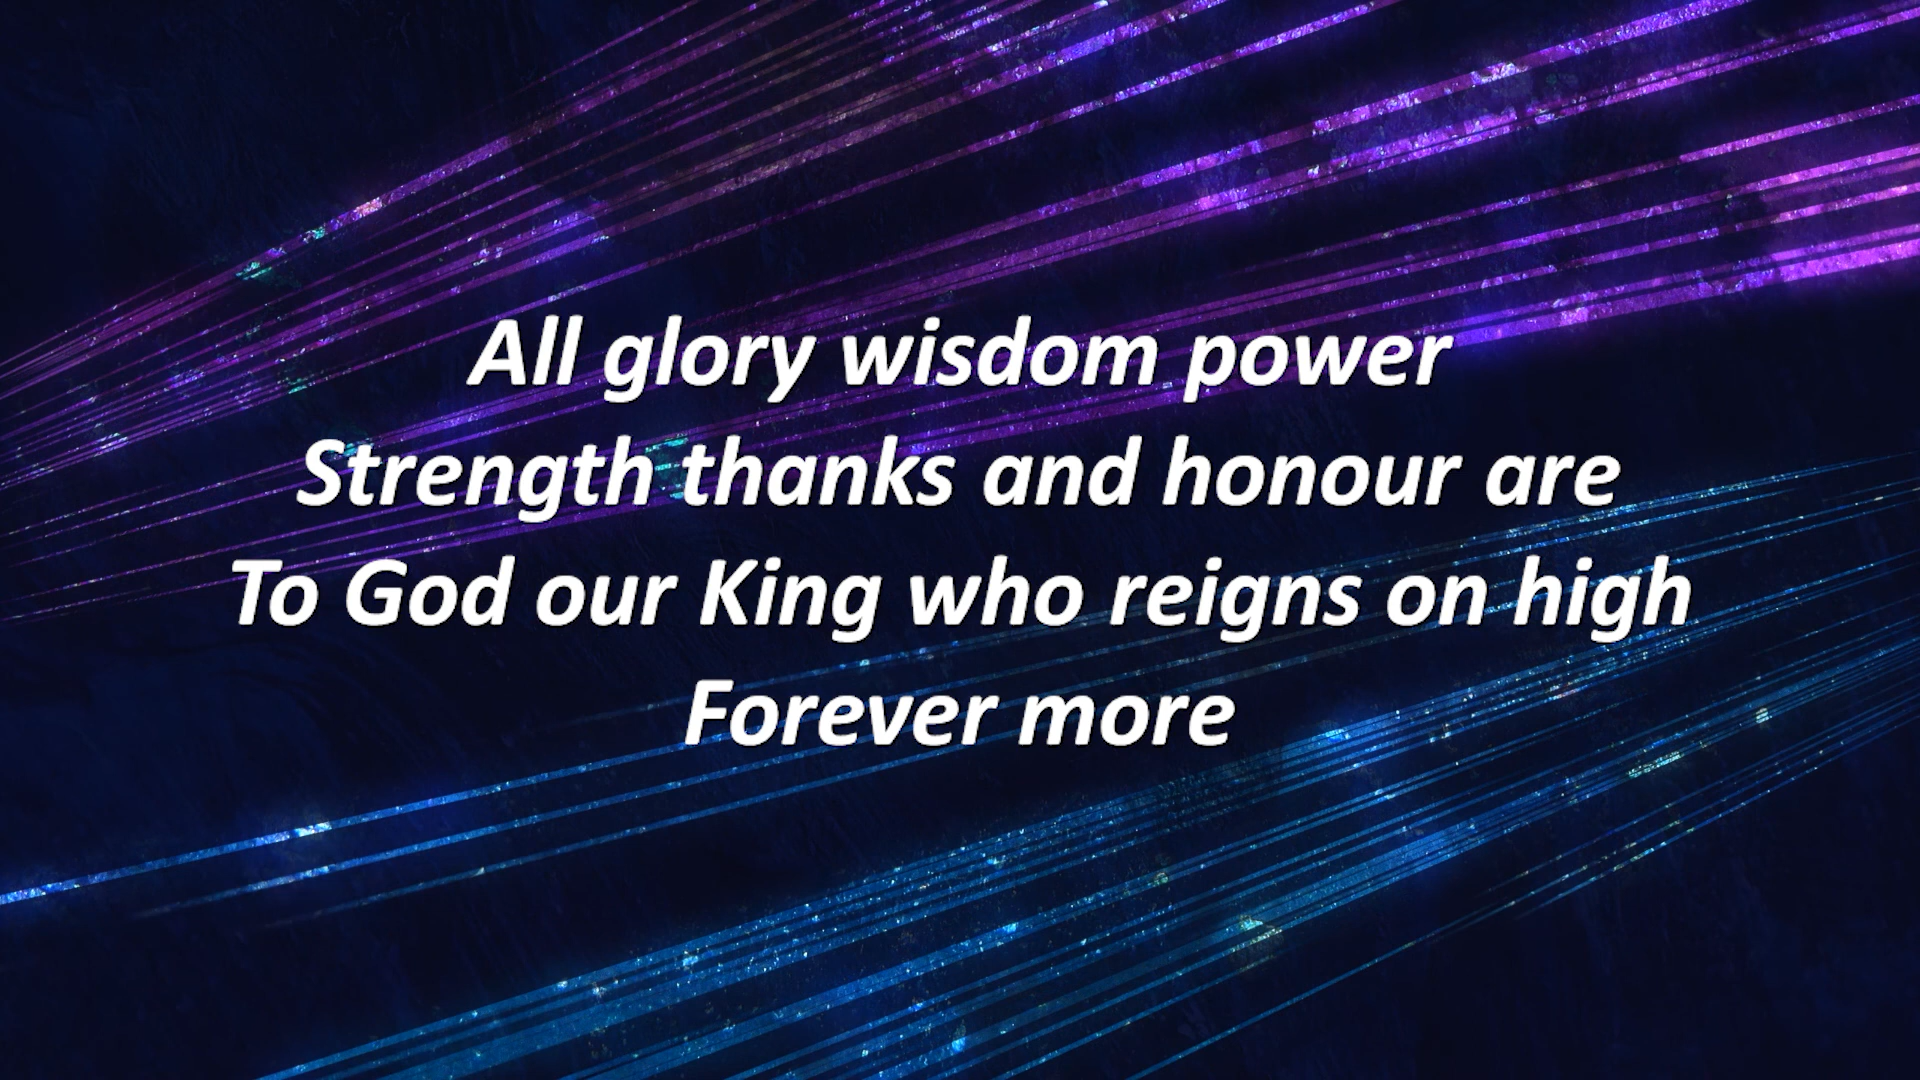 All glory wisdom power
Strength thanks and honour are
To God our King who reigns on high
Forever more